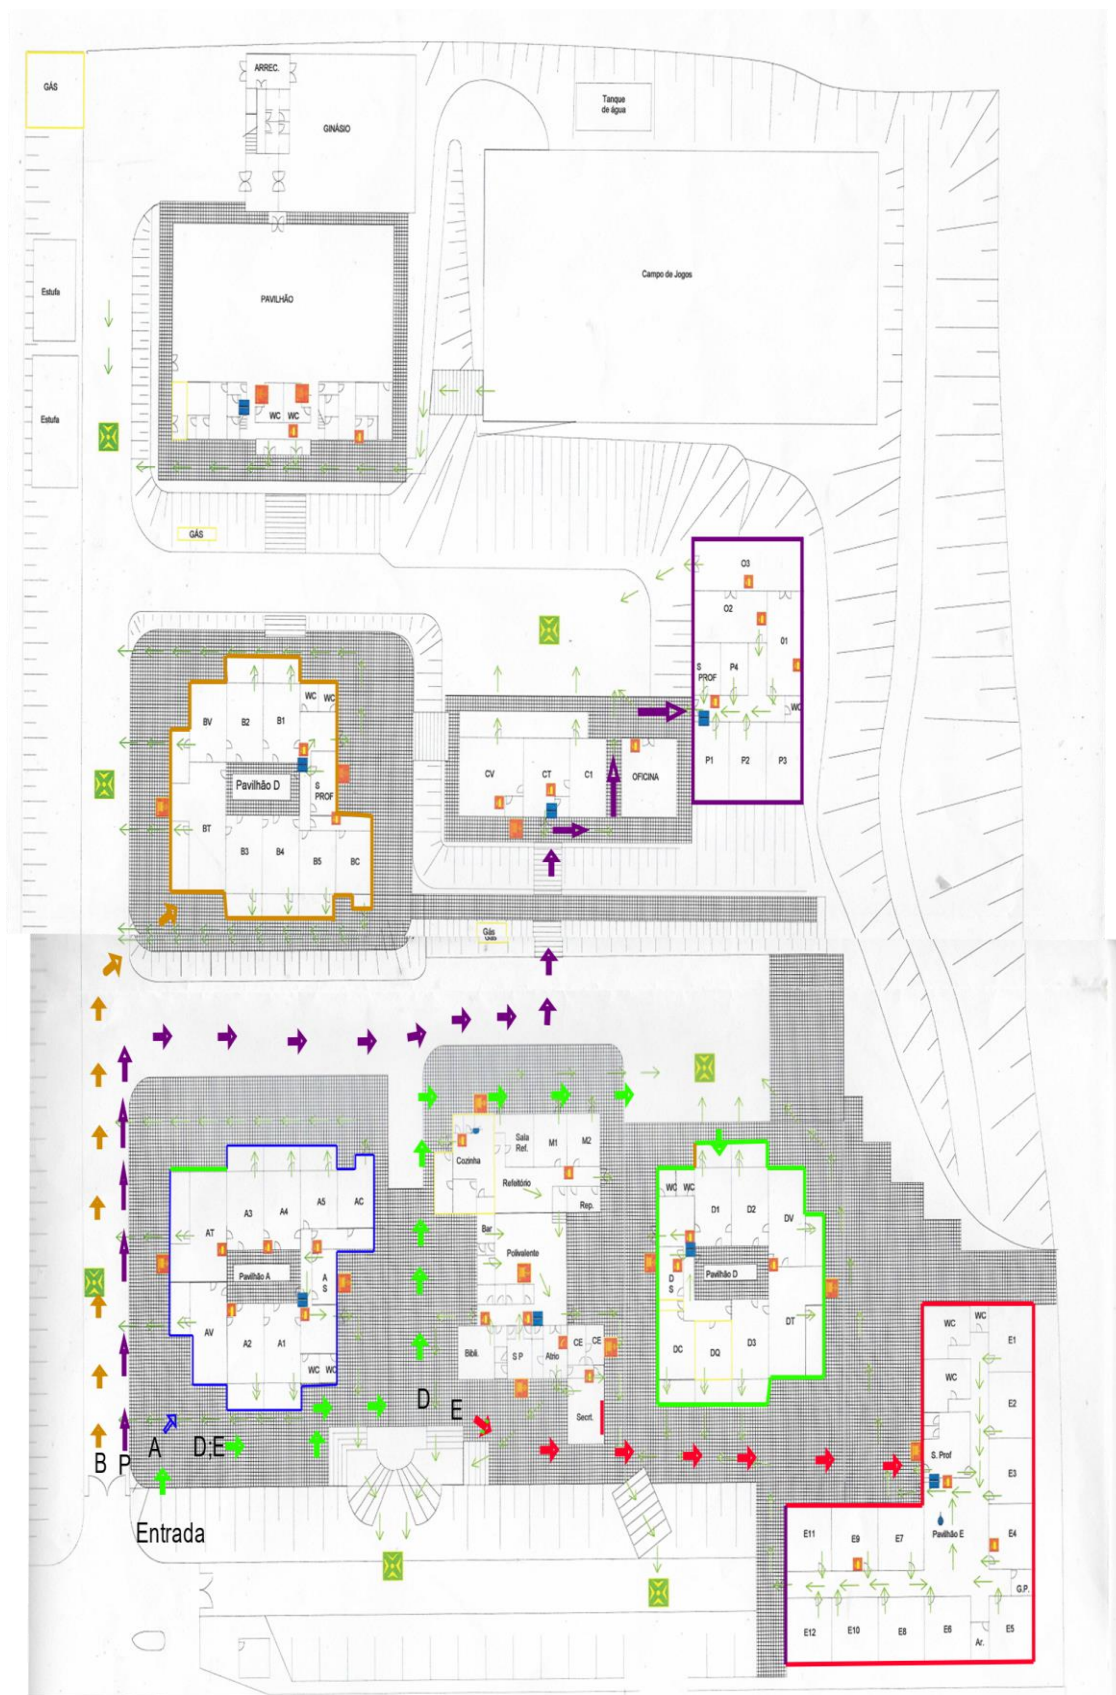 GÁS
ARREC.
GINÁSIO
Tanque
de água
Estufa
PAVILHÃO
Campo de Jogos
Estufa
WC WC
GÁS
O3
O2
O1
S
PROF
P4
WC
P1 P2 P3
BV B2 B1 WC WC
Pavilhão D
S
PROF
BT
B3 B4 B5 BC
CV CT C1 OFICINA
Gás
Sala
Ref.
M1 M2
Cozinha
Refeitório
Rep.
Bar
Polivalente
Bibli. S P Atrio CE CE
Secrt.
AT A3 A4 A5 AC
Pavilhão A
A
S
AV A2 A1
WC WC
WC WC
D1 D2 DV
D
S
Pavilhão D
DC DQ D3 DT
WC WC E1
WC E2
S. Prof E3
Pavilhão E E4
E11 E9 E7
G.P.
E12 E10 E8 E6 Ar. E5
D E
B P A D;E
Entrada